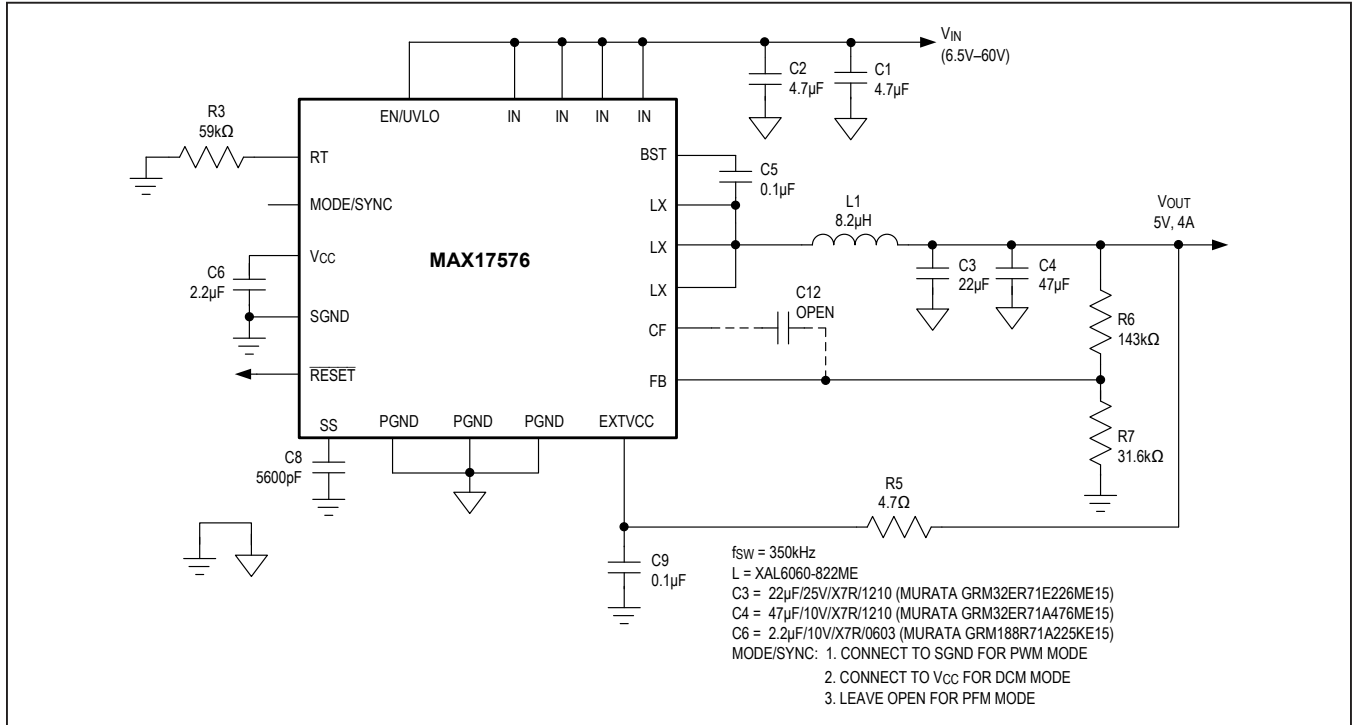 VIN
(6.5V–60V)
C2
4.7µF
C1
4.7µF
R3
59kΩ
EN/UVLO
IN
IN
IN
IN
RT
BST
C5
0.1µF
MODE/SYNC
LX
L1
8.2µH
VOUT
5V, 4A
LX
VCC
MAX17576
C6
2.2µF
LX
C3
22µF
C4
47µF
C12
OPEN
SGND
CF
R6
143kΩ
RESET
FB
SS
PGND
PGND
PGND
EXTVCC
R7
31.6kΩ
C8
5600pF
R5
4.7Ω
C9
0.1µF
fSW = 350kHz
L = XAL6060-822ME
C3 = 22µF/25V/X7R/1210 (MURATA GRM32ER71E226ME15)
C4 = 47µF/10V/X7R/1210 (MURATA GRM32ER71A476ME15)
C6 = 2.2µF/10V/X7R/0603 (MURATA GRM188R71A225KE15)
MODE/SYNC: 1. CONNECT TO SGND FOR PWM MODE
2. CONNECT TO VCC FOR DCM MODE
3. LEAVE OPEN FOR PFM MODE